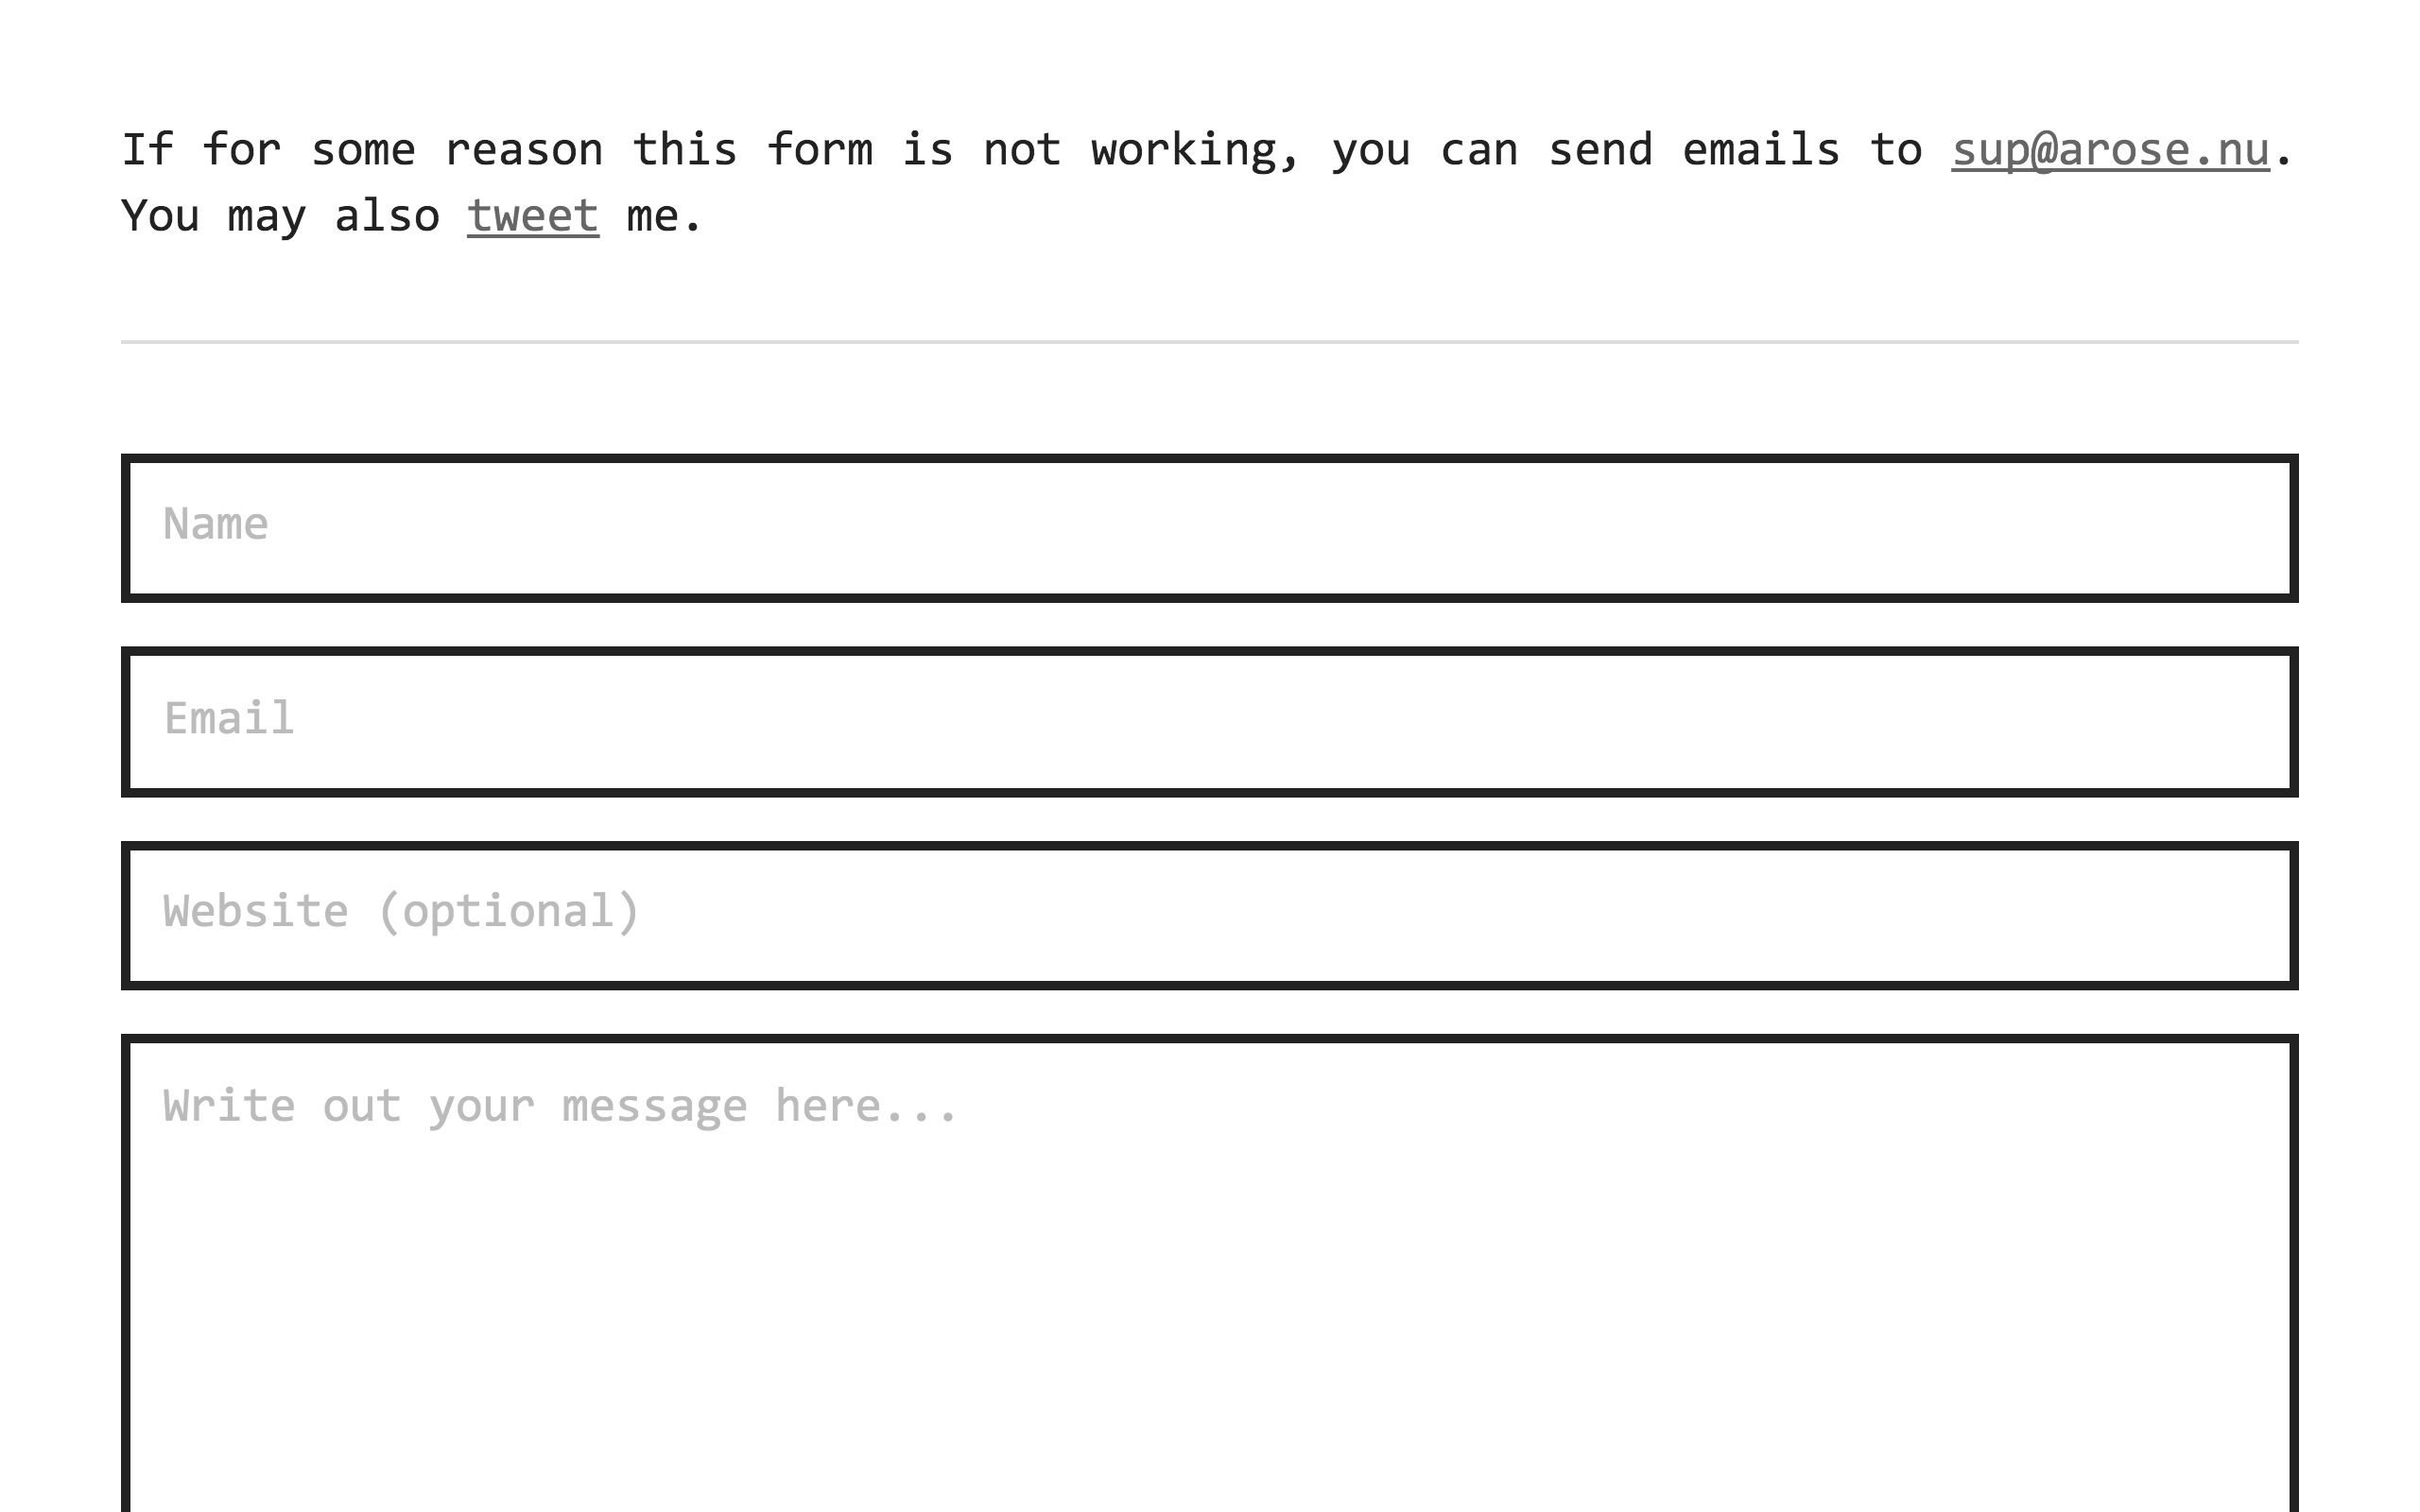 If for some reason this form is not working, you can send emails to sup@arose.nu.
You may also tweet me.
Name
Email
Website (optional)
Write out your message here...